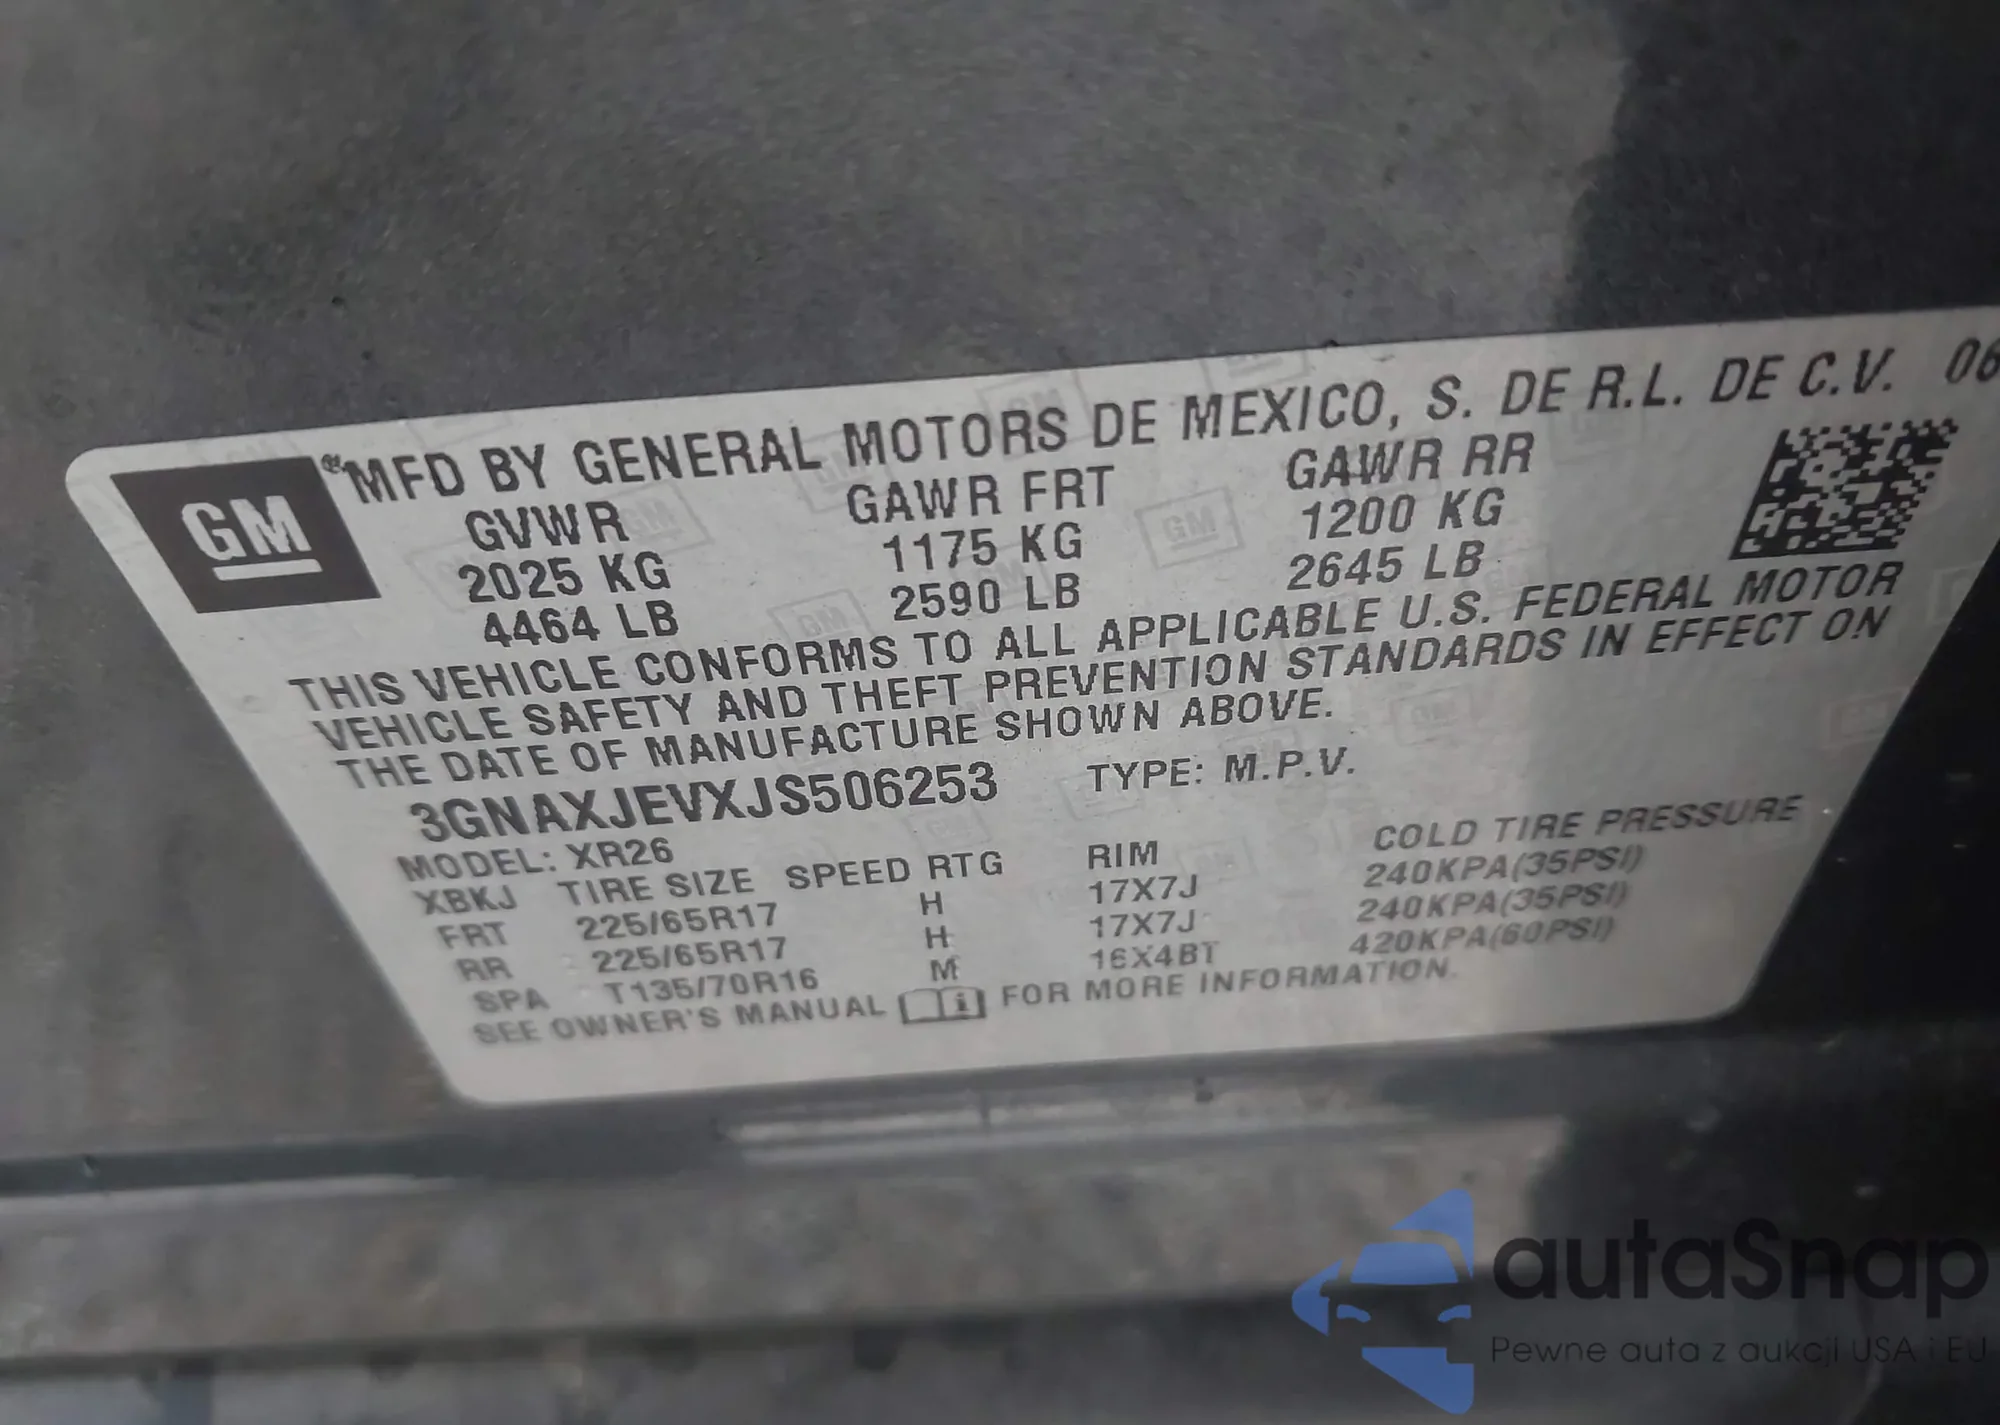 GM
MFD BY GENERAL MOTORS DE MEXICO, S. DE R.L. DE C.V. 06
GVWR GAWR FRT GAWR RR
2025 KG 1175 KG 1200 KG
4464 LB 2590 LB 2645 LB
THIS VEHICLE CONFORMS TO ALL APPLICABLE U.S. FEDERAL MOTOR
VEHICLE SAFETY AND THEFT PREVENTION STANDARDS IN EFFECT ON
THE DATE OF MANUFACTURE SHOWN ABOVE.
3GNAXJEVXJS506253 TYPE: M.P.V.
MODEL: XR26
XBKJ TIRE SIZE SPEED RTG RIM COLD TIRE PRESSURE
FRT 225/65R17 H 17X7J 240KPA(35PSI)
RR 225/65R17 H 17X7J 240KPA(35PSI)
SPA T135/70R16 M 16X4BT 420KPA(60PSI)
SEE OWNER'S MANUAL FOR MORE INFORMATION.
autaSnap
Pewne auta z aukcji USA i EU